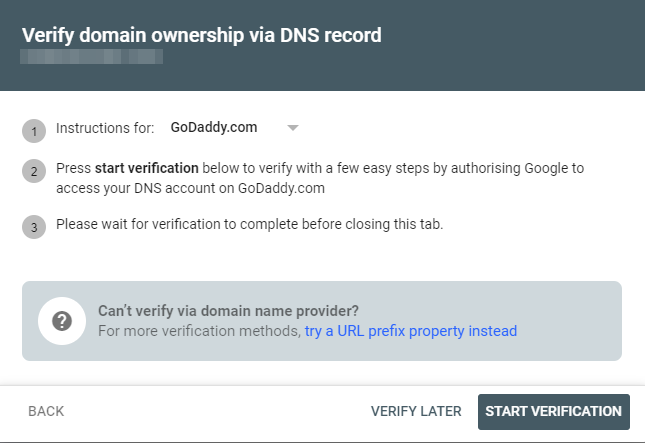 Verify domain ownership via DNS record
1 Instructions for: GoDaddy.com
2 Press start verification below to verify with a few easy steps by authorising Google to
access your DNS account on GoDaddy.com
3 Please wait for verification to complete before closing this tab.
? Can't verify via domain name provider?
For more verification methods, try a URL prefix property instead
BACK VERIFY LATER START VERIFICATION